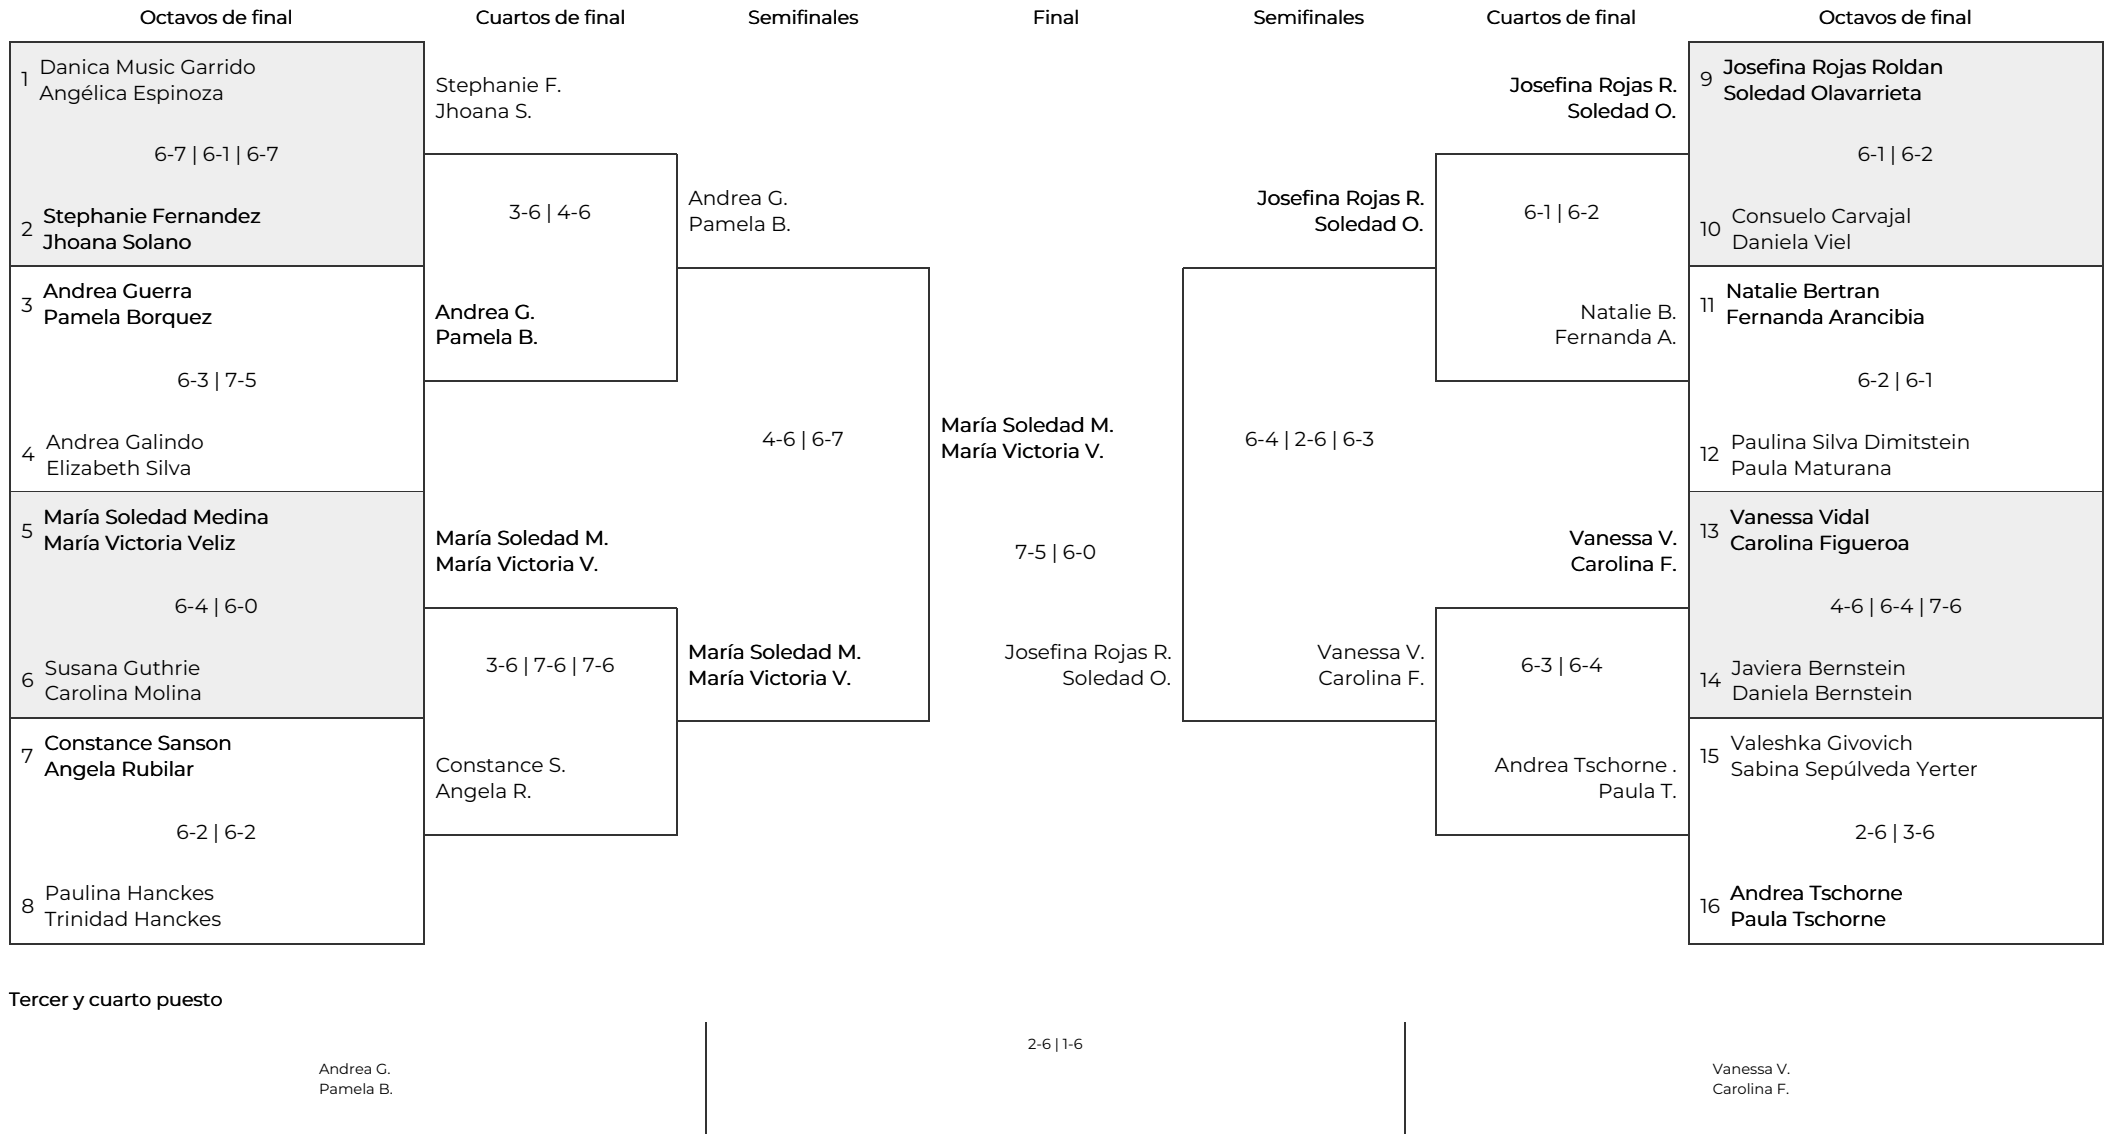 Octavos de final
Cuartos de final
Semifinales
Final
Semifinales
Cuartos de final
Octavos de final
1
Danica Music Garrido
Angélica Espinoza
6-7 | 6-1 | 6-7
2
Stephanie Fernandez
Jhoana Solano
3
Andrea Guerra
Pamela Borquez
6-3 | 7-5
4
Andrea Galindo
Elizabeth Silva
5
María Soledad Medina
María Victoria Veliz
6-4 | 6-0
6
Susana Guthrie
Carolina Molina
7
Constance Sanson
Angela Rubilar
6-2 | 6-2
8
Paulina Hanckes
Trinidad Hanckes
Stephanie F.
Jhoana S.
3-6 | 4-6
Andrea G.
Pamela B.
María Soledad M.
María Victoria V.
3-6 | 7-6 | 7-6
Constance S.
Angela R.
Andrea G.
Pamela B.
4-6 | 6-7
María Soledad M.
María Victoria V.
María Soledad M.
María Victoria V.
7-5 | 6-0
Josefina Rojas R.
Soledad O.
Josefina Rojas R.
Soledad O.
6-4 | 2-6 | 6-3
Vanessa V.
Carolina F.
Josefina Rojas R.
Soledad O.
6-1 | 6-2
Natalie B.
Fernanda A.
Vanessa V.
Carolina F.
6-3 | 6-4
Andrea Tschorne .
Paula T.
9
Josefina Rojas Roldan
Soledad Olavarrieta
6-1 | 6-2
10
Consuelo Carvajal
Daniela Viel
11
Natalie Bertran
Fernanda Arancibia
6-2 | 6-1
12
Paulina Silva Dimitstein
Paula Maturana
13
Vanessa Vidal
Carolina Figueroa
4-6 | 6-4 | 7-6
14
Javiera Bernstein
Daniela Bernstein
15
Valeshka Givovich
Sabina Sepúlveda Yerter
2-6 | 3-6
16
Andrea Tschorne
Paula Tschorne
Tercer y cuarto puesto
Andrea G.
Pamela B.
2-6 | 1-6
Vanessa V.
Carolina F.